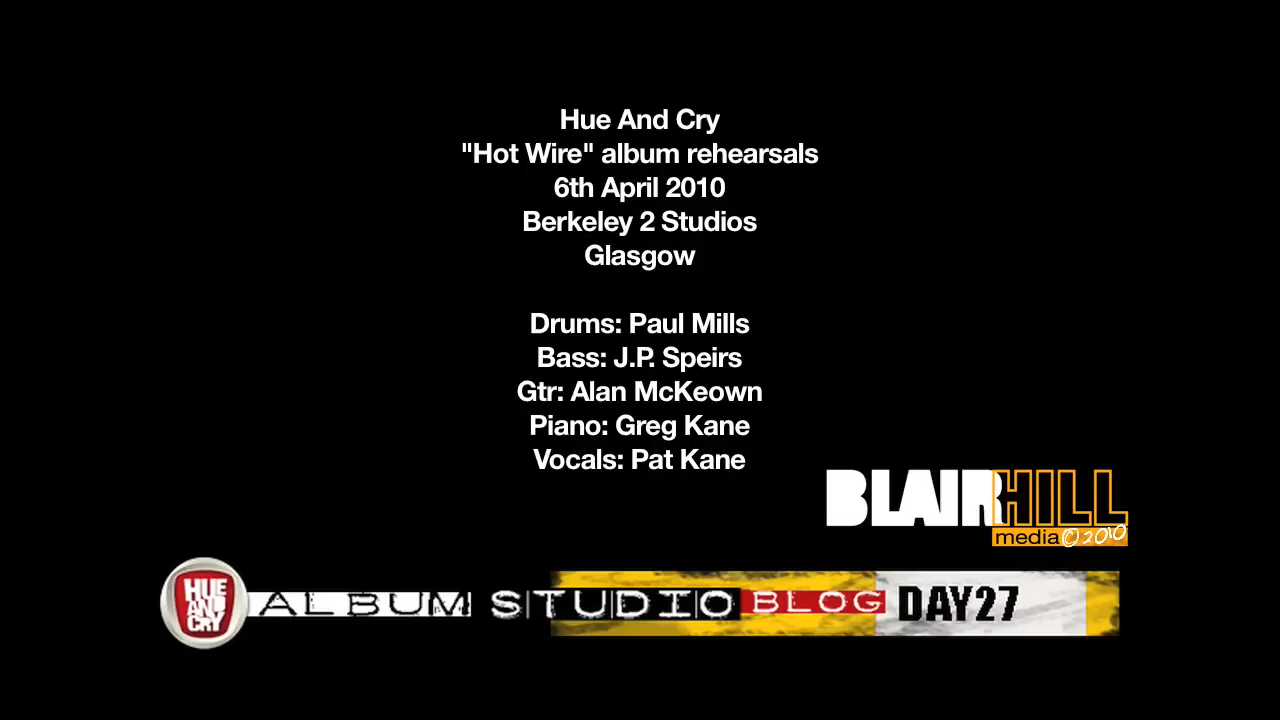 Hue And Cry
"Hot Wire" album rehearsals
6th April 2010
Berkeley 2 Studios
Glasgow
Drums: Paul Mills
Bass: J.P. Speirs
Gtr: Alan McKeown
Piano: Greg Kane
Vocals: Pat Kane
BLAIRHILL
media©2010
HUE
AND
CRY
ALBUM STUDIO BLOG DAY27